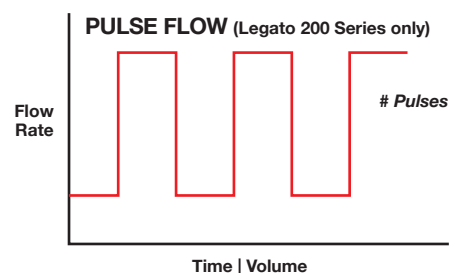 PULSE FLOW (Legato 200 Series only)
# Pulses
Flow
Rate
Time | Volume